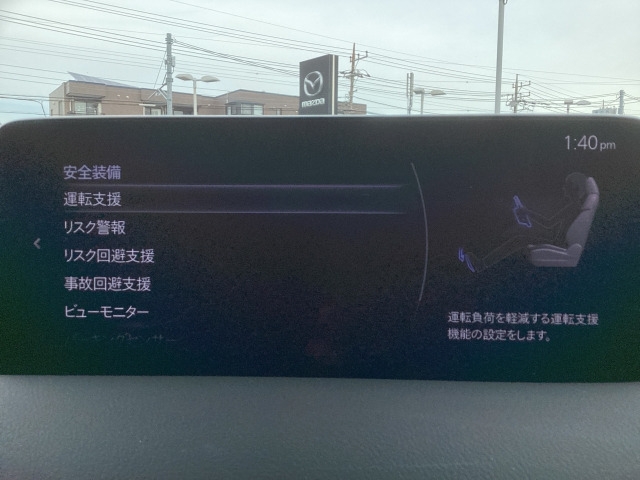 mazda
1:40pm
安全装備
運転支援
リスク警報
リスク回避支援
事故回避支援
ビューモニター
運転負荷を軽減する運転支援
機能の設定をします。